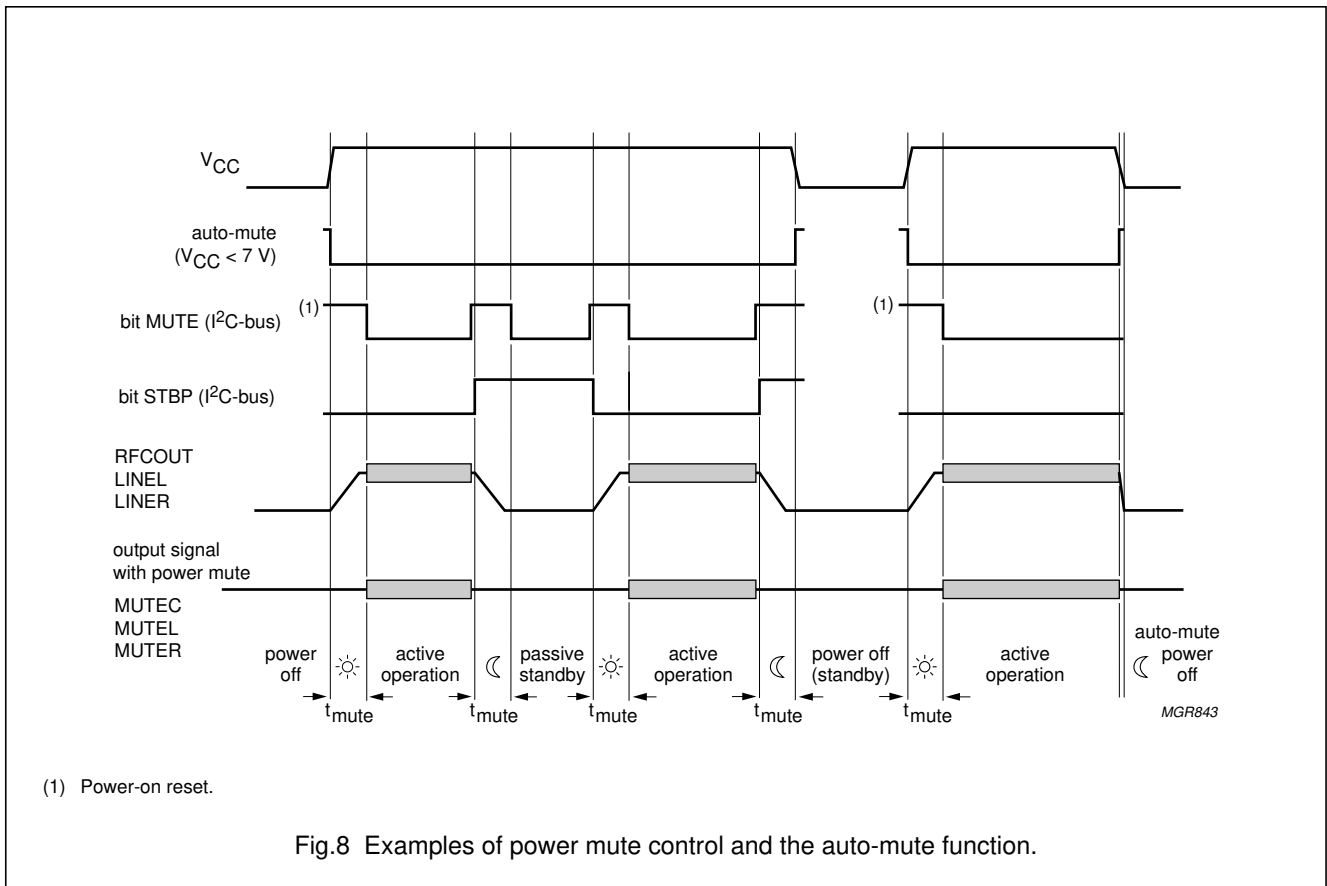 VCC
auto-mute
(VCC < 7 V)
bit MUTE (I2C-bus)
(1)
(1)
bit STBP (I2C-bus)
RFCOUT
LINEL
LINER
output signal
with power mute
MUTEC
MUTEL
MUTER
power
off
active
operation
passive
standby
active
operation
power off
(standby)
active
operation
auto-mute
power
off
tmute
tmute
tmute
tmute
tmute
MGR843
(1) Power-on reset.
Fig.8 Examples of power mute control and the auto-mute function.